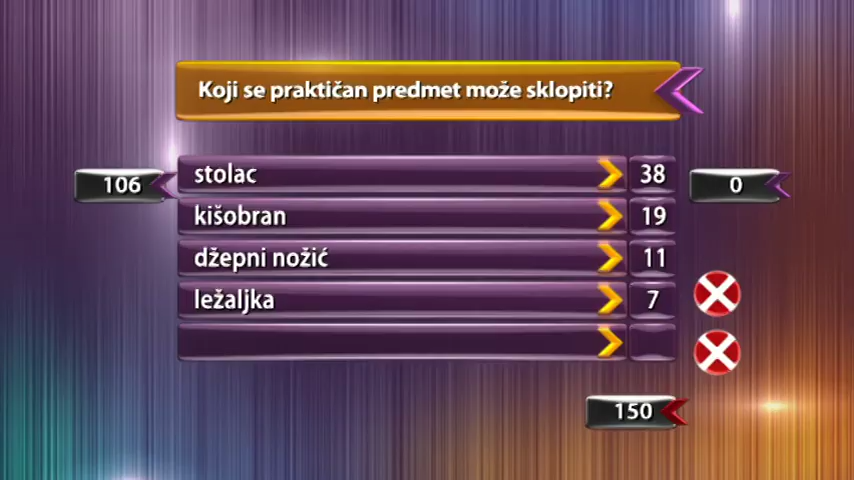 Koji se praktičan predmet može sklopiti?
106
stolac 38
0
kišobran 19
džepni nožić 11
ležaljka 7
150